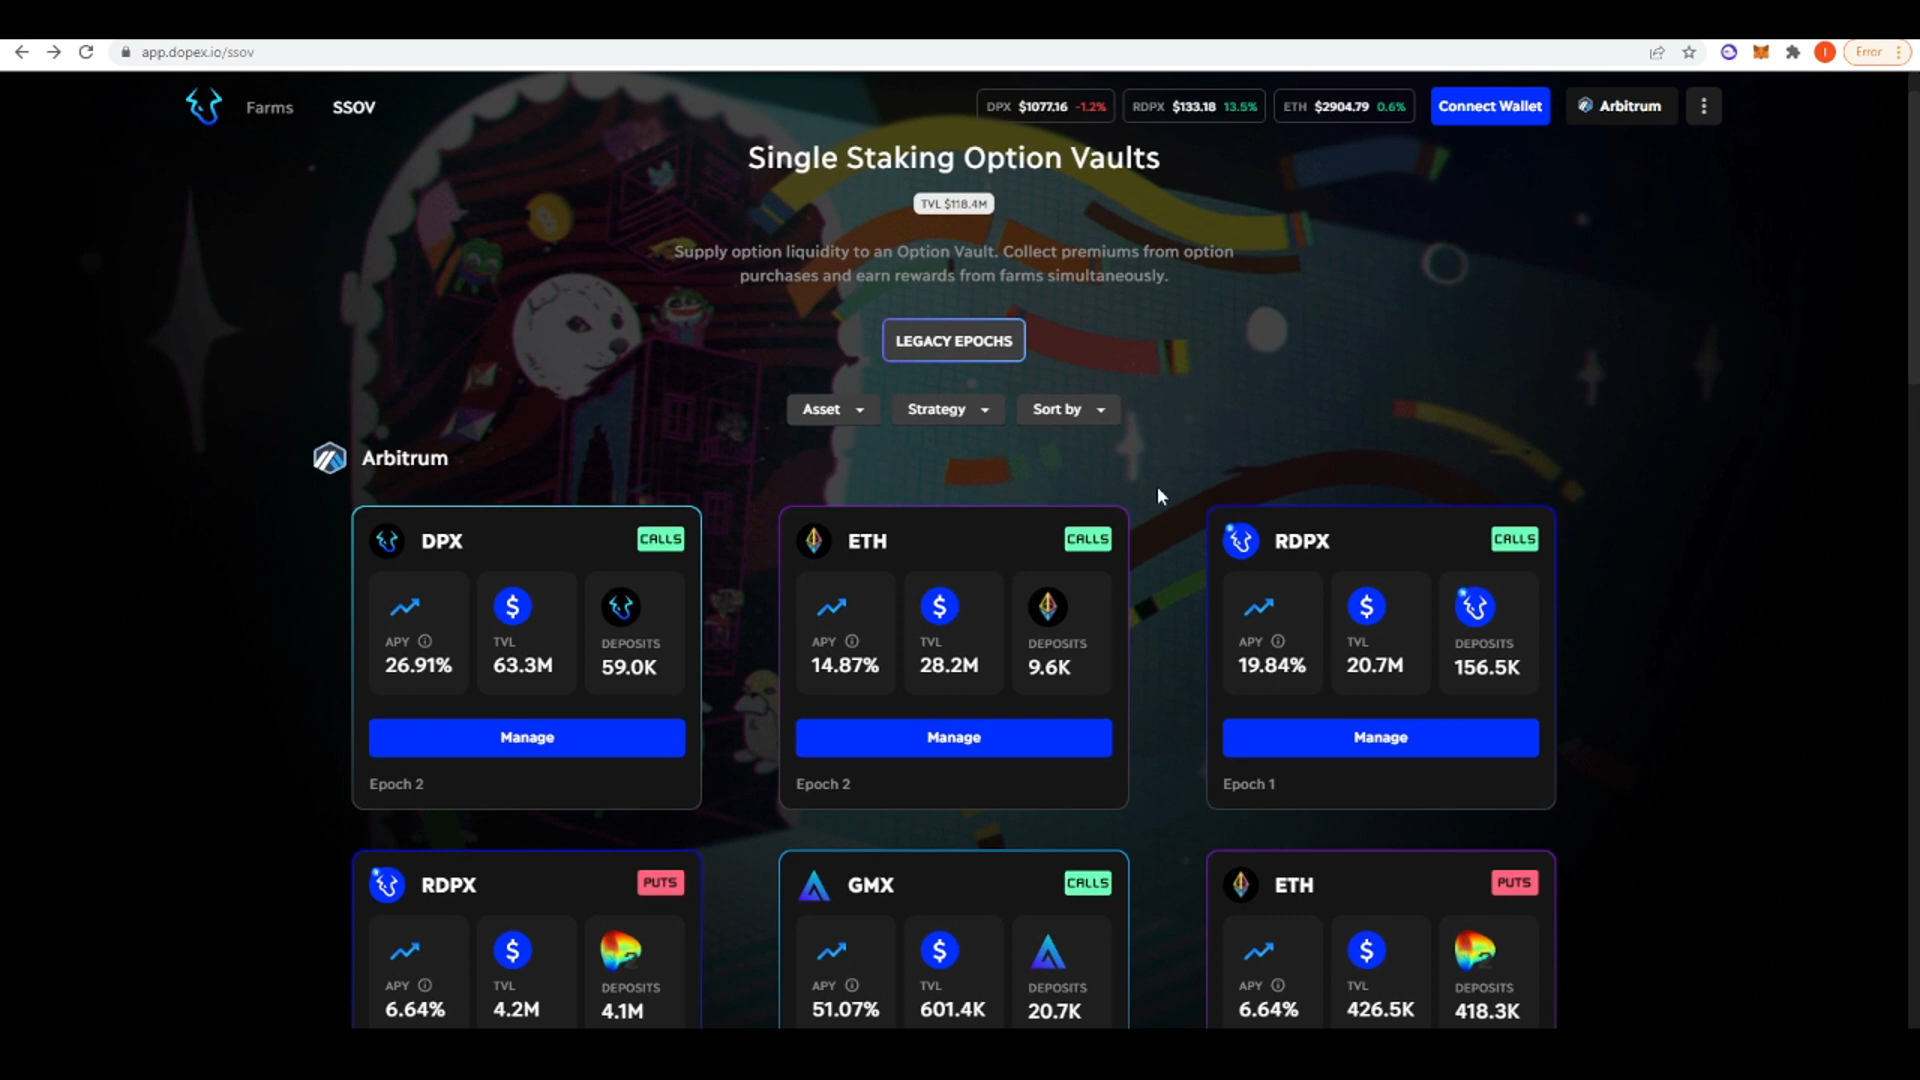 app.dopex.io/ssov
Error
Farms
SSOV
DPX $1077.16 -1.2%
RDPX $133.18 13.5%
ETH $2904.79 0.6%
Connect Wallet
Arbitrum
Single Staking Option Vaults
TVL $118.4M
Supply option liquidity to an Option Vault. Collect premiums from option
purchases and earn rewards from farms simultaneously.
LEGACY EPOCHS
Asset
Strategy
Sort by
Arbitrum
DPX
CALLS
APY
26.91%
TVL
63.3M
DEPOSITS
59.0K
Manage
Epoch 2
ETH
CALLS
APY
14.87%
TVL
28.2M
DEPOSITS
9.6K
Manage
Epoch 2
RDPX
CALLS
APY
19.84%
TVL
20.7M
DEPOSITS
156.5K
Manage
Epoch 1
RDPX
PUTS
APY
6.64%
TVL
4.2M
DEPOSITS
4.1M
GMX
CALLS
APY
51.07%
TVL
601.4K
DEPOSITS
20.7K
ETH
PUTS
APY
6.64%
TVL
426.5K
DEPOSITS
418.3K